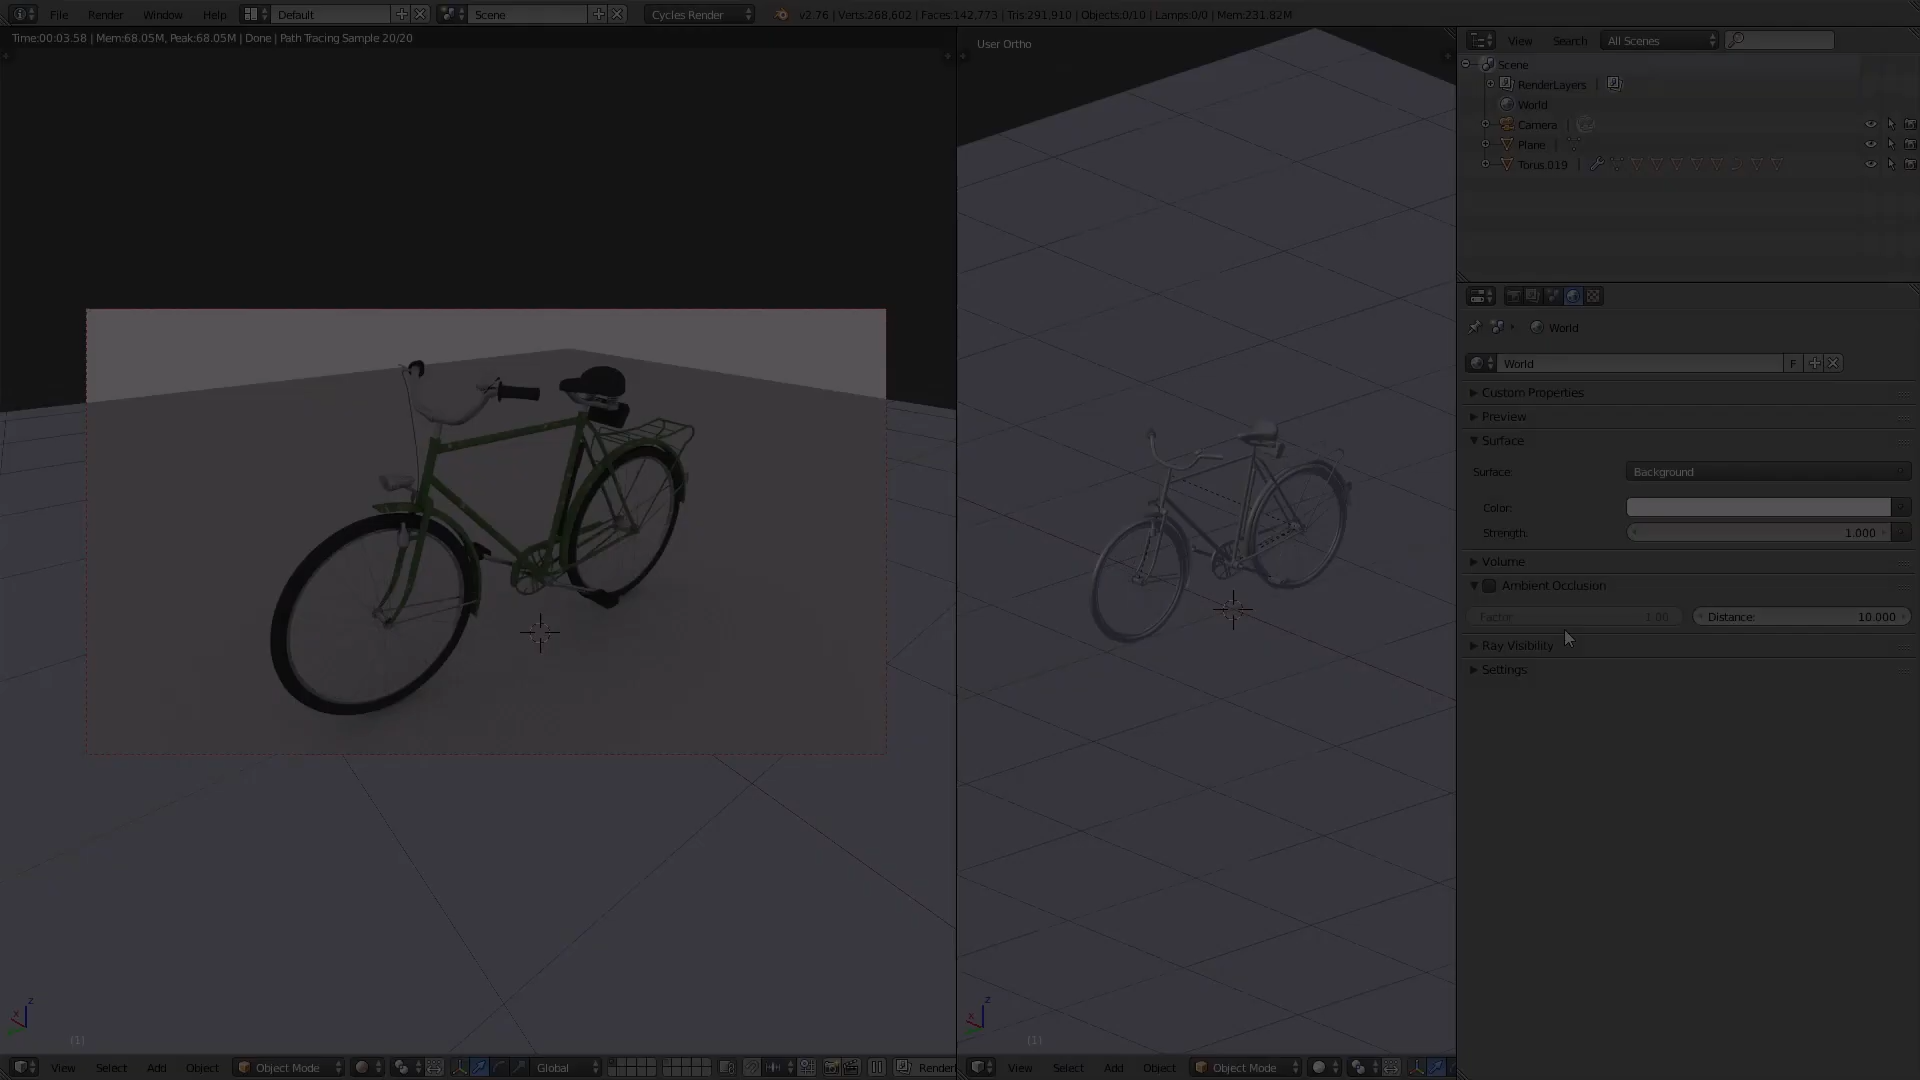 File Render Window Help Default Scene Cycles Render v2.76 | Verts:268,602 | Faces:142,773 | Tris:291,910 | Objects:0/10 | Lamps:0/0 | Mem:231.82M
Time:00:03.58 | Mem:68.05M, Peak:68.05M | Done | Path Tracing Sample 20/20
User Ortho
View Search All Scenes
Scene
RenderLayers
World
Camera
Plane
Torus.019
World
World F
Custom Properties
Preview
Surface
Surface: Background
Color:
Strength: 1.000
Volume
Ambient Occlusion
Factor: 1.00 Distance: 10.000
Ray Visibility
Settings
z
x
(1)
z
x
(1)
View Select Add Object Object Mode Global Render
View Select Add Object Object Mode